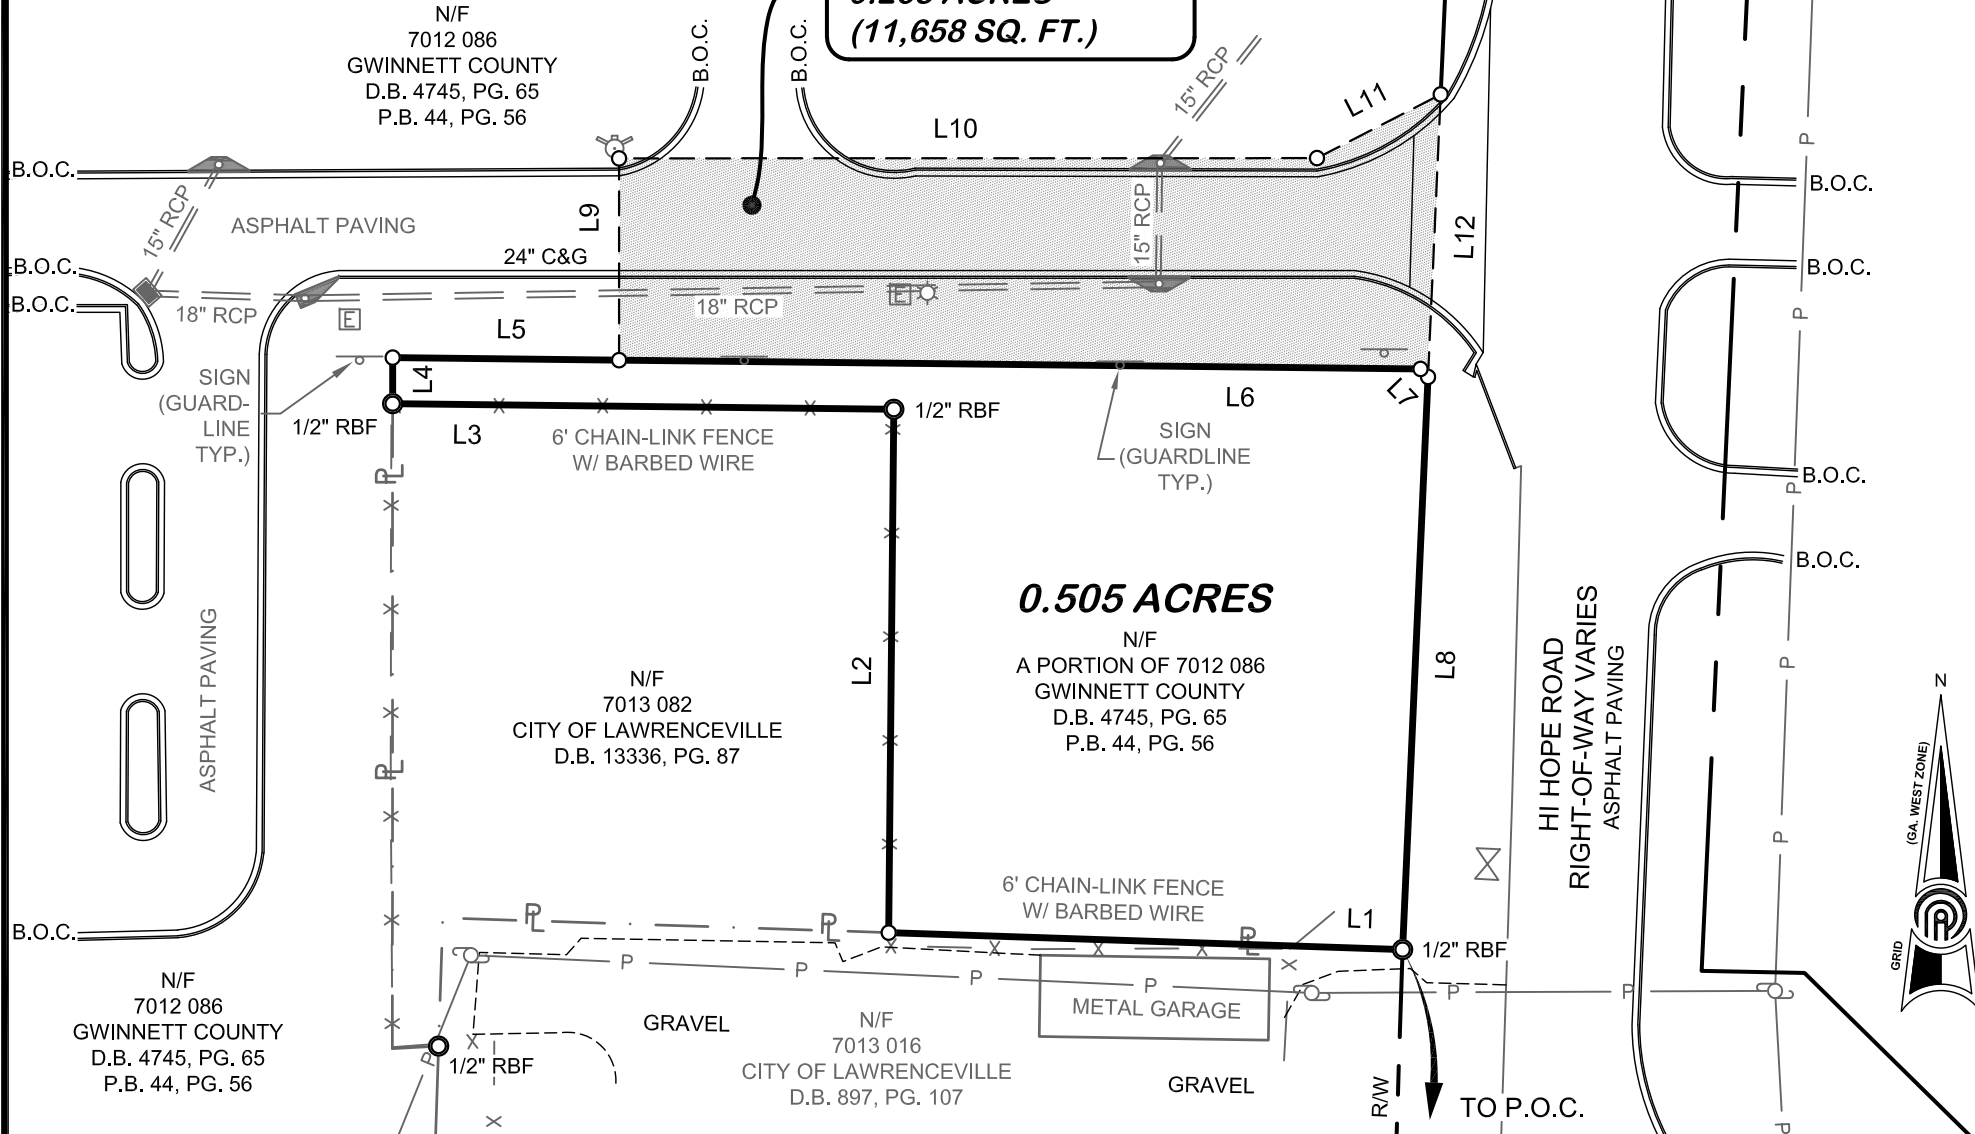 N/F
7012 086
GWINNETT COUNTY
D.B. 4745, PG. 65
P.B. 44, PG. 56
B.O.C.
B.O.C.
(11,658 SQ. FT.)
15" RCP
L11
L10
P
B.O.C.
B.O.C.
15" RCP
ASPHALT PAVING
L9
15" RCP
L12
24" C&G
B.O.C.
B.O.C.
B.O.C.
18" RCP
E
E
18" RCP
P
L5
L4
SIGN
(GUARD-
LINE
TYP.)
1/2" RBF
L3
6' CHAIN-LINK FENCE
W/ BARBED WIRE
1/2" RBF
L6
L7
SIGN
(GUARDLINE
TYP.)
PL
B.O.C.
P
B.O.C.
0.505 ACRES
N/F
A PORTION OF 7012 086
GWINNETT COUNTY
D.B. 4745, PG. 65
P.B. 44, PG. 56
L2
L8
N/F
7013 082
CITY OF LAWRENCEVILLE
D.B. 13336, PG. 87
ASPHALT PAVING
PL
HI HOPE ROAD
RIGHT-OF-WAY VARIES
ASPHALT PAVING
P
P
N
(GA. WEST ZONE)
GRID
6' CHAIN-LINK FENCE
W/ BARBED WIRE
L1
PL
PL
PL
B.O.C.
1/2" RBF
P
P
P
P
P
P
METAL GARAGE
N/F
7012 086
GWINNETT COUNTY
D.B. 4745, PG. 65
P.B. 44, PG. 56
P
1/2" RBF
GRAVEL
N/F
7013 016
CITY OF LAWRENCEVILLE
D.B. 897, PG. 107
GRAVEL
R/W
TO P.O.C.
P